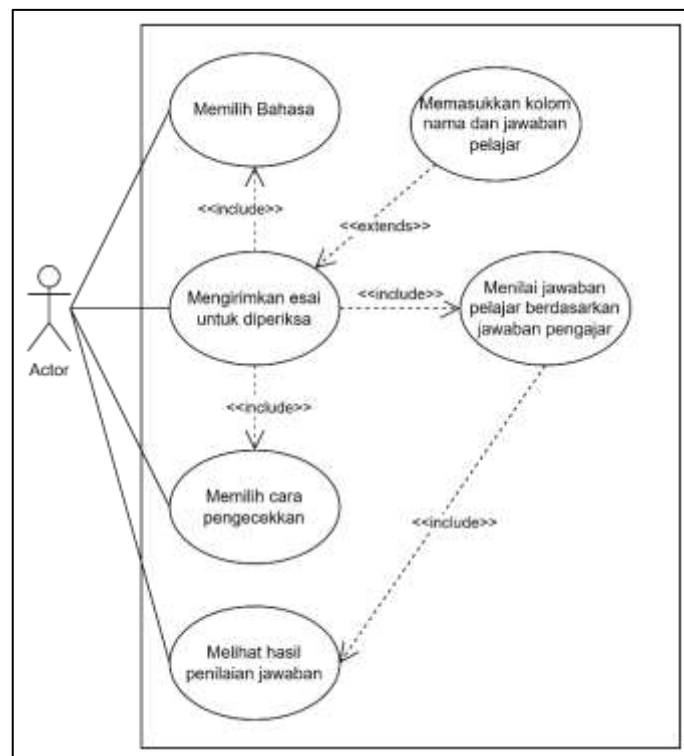 Memilih Bahasa
Memasukkan kolom
nama dan jawaban
pelajar
<<include>>
<<extends>>
Mengirimkan esai
untuk diperiksa
<<include>>
Menilai jawaban
pelajar berdasarkan
jawaban pengajar
Actor
<<include>>
Memilih cara
pengecekkan
<<include>>
Melihat hasil
penilaian jawaban